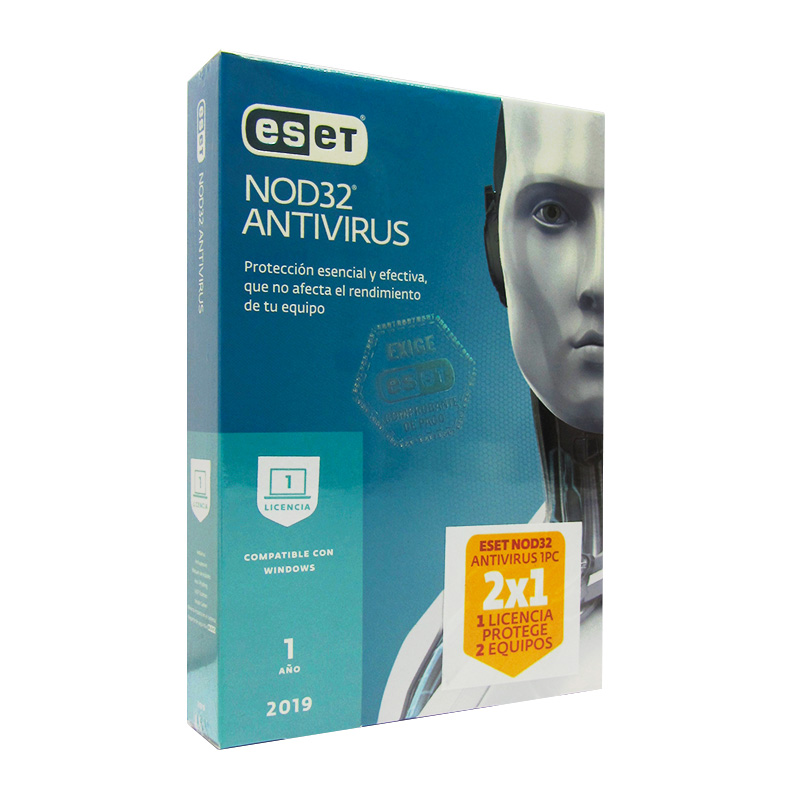 eseT
NOD32®
ANTIVIRUS
Protección esencial y efectiva,
que no afecta el rendimiento
de tu equipo
EXIGE
eseT
1
LICENCIA
COMPATIBLE CON
WINDOWS
1
AÑO
2019
ESET NOD32
ANTIVIRUS 1PC
2x1
1 LICENCIA
PROTEGE
2 EQUIPOS
eseT
NOD32 ANTIVIRUS
1
LICENCIA